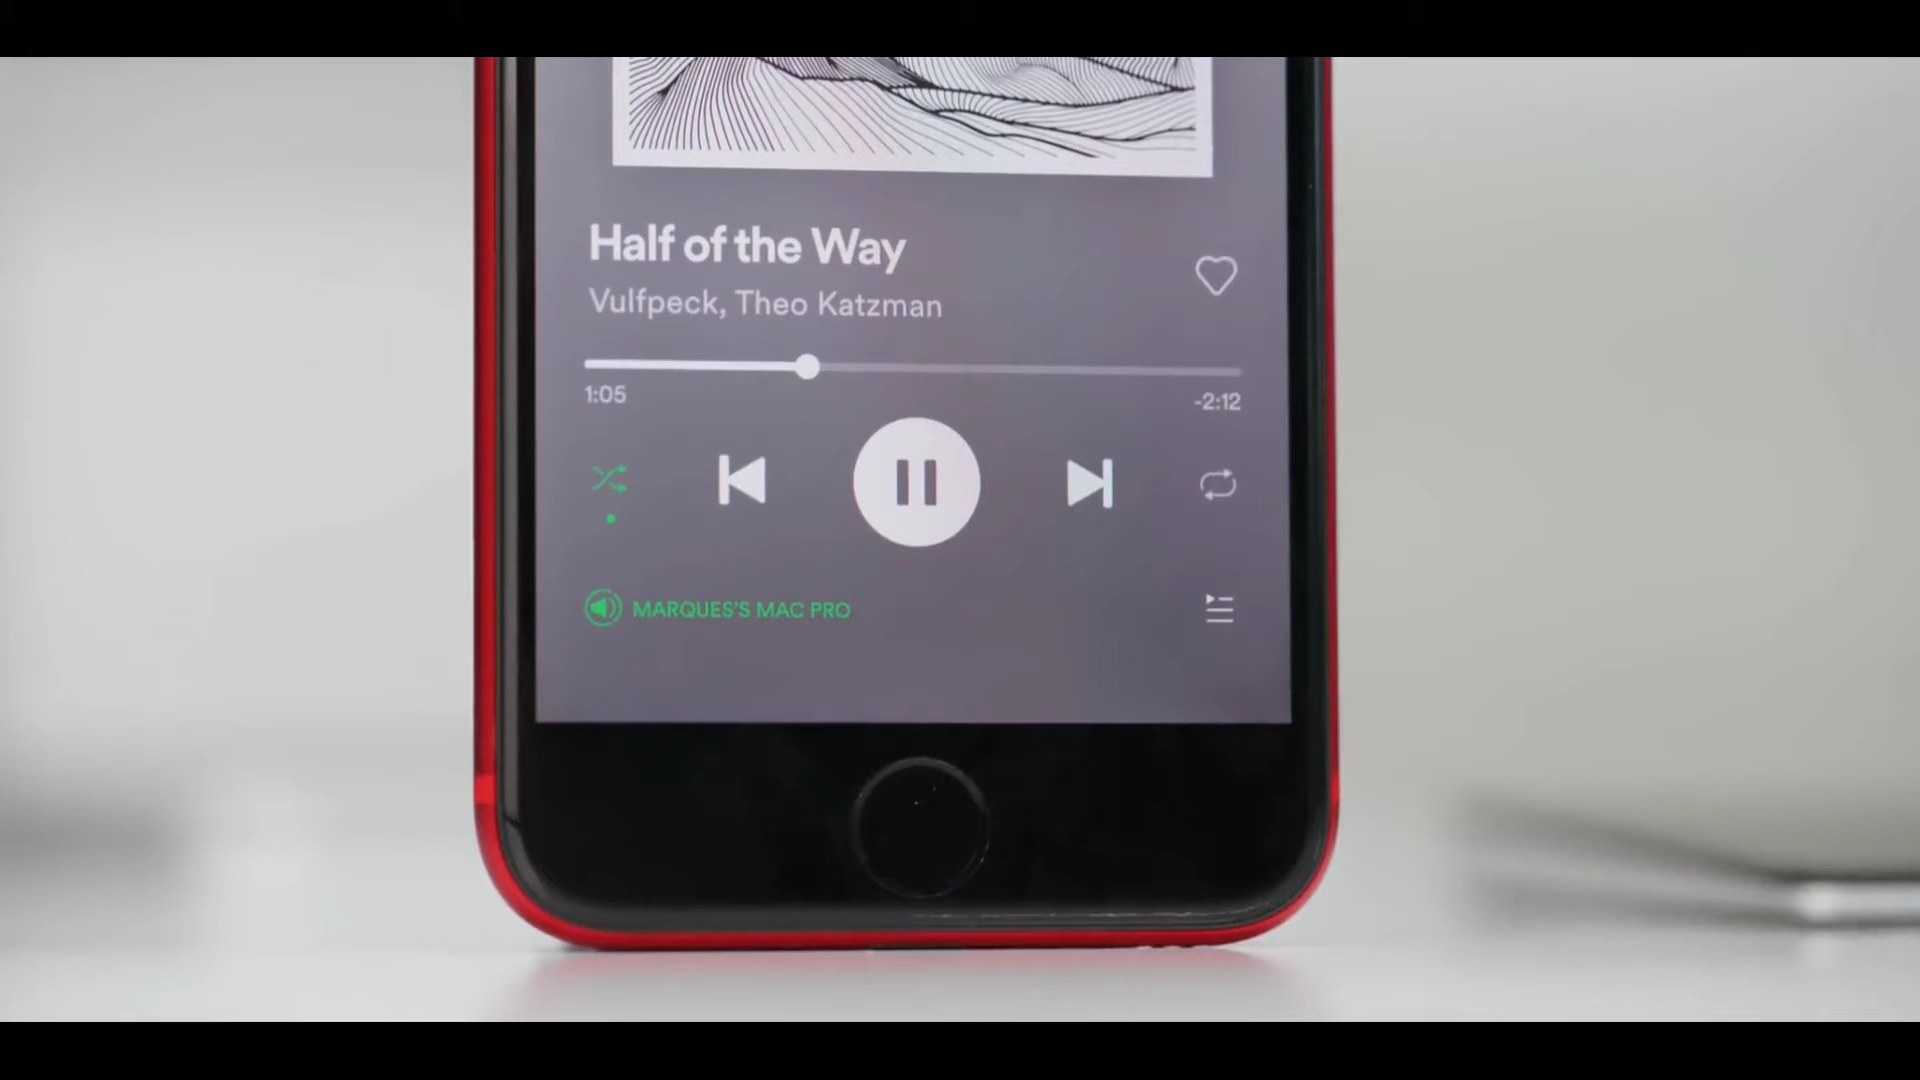 Half of the Way
Vulfpeck, Theo Katzman
1:05
-2:12
MARQUES'S MAC PRO